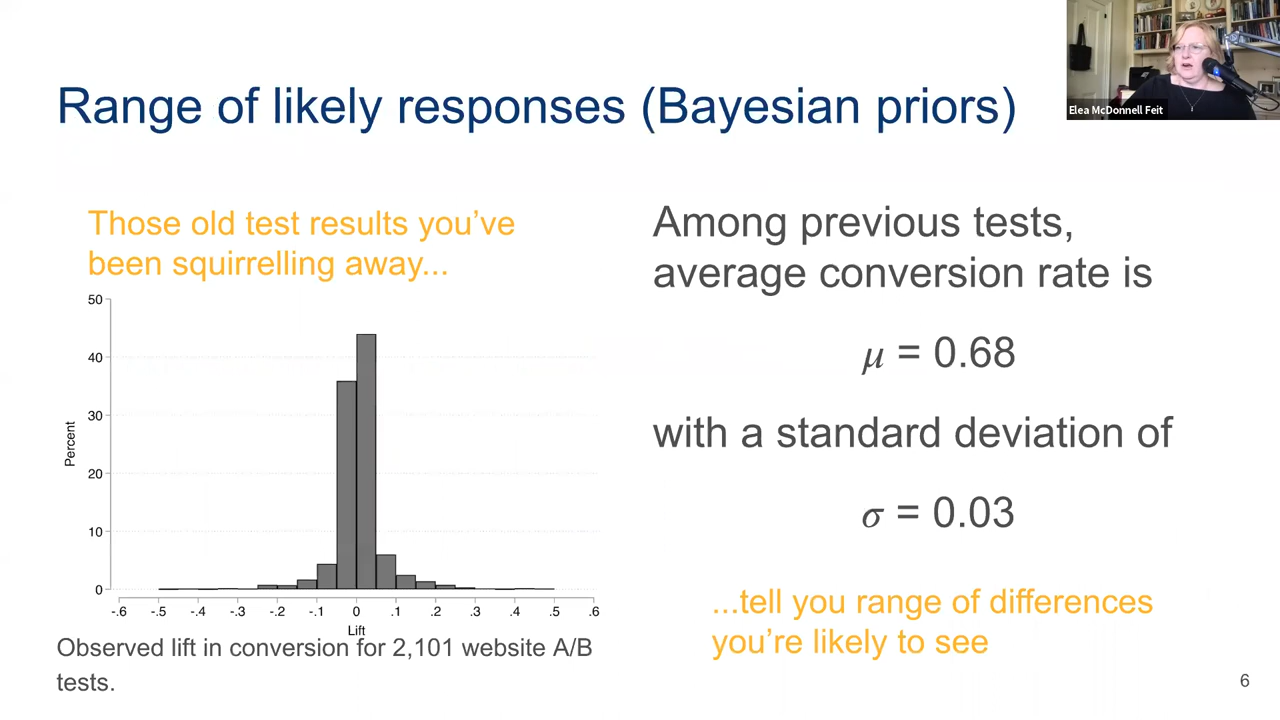 Elea McDonnell Feit
Range of likely responses (Bayesian priors)
Those old test results you’ve
been squirrelling away...
50
40
30
20
10
0
Percent
-.6 -.5 -.4 -.3 -.2 -.1 0 .1 .2 .3 .4 .5 .6
Lift
Observed lift in conversion for 2,101 website A/B
tests.
Among previous tests,
average conversion rate is
μ = 0.68
with a standard deviation of
σ = 0.03
...tell you range of differences
you’re likely to see
6